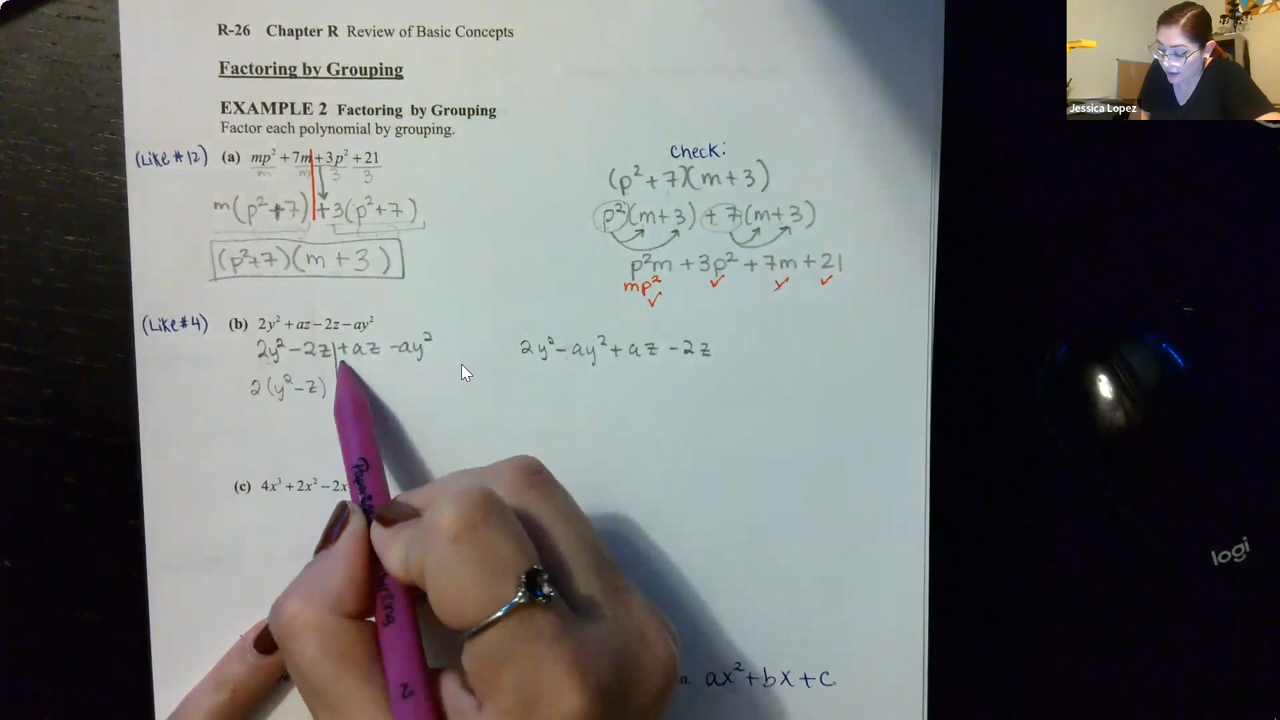 R-26 Chapter R Review of Basic Concepts
Jessica Lopez
Factoring by Grouping
EXAMPLE 2 Factoring by Grouping
Factor each polynomial by grouping.
(Like #12) (a) mp² + 7m + 3p² + 21
m m 3 3
m(p² + 7) + 3(p² + 7)
(p²+7)(m + 3)
Check:
(p² + 7)(m + 3)
p²(m + 3) + 7(m + 3)
p²m + 3p² + 7m + 21
mp² ✓ ✓ ✓ ✓
(Like #4) (b) 2y² + az − 2z − ay²
2y² − 2z + az − ay²
2y² − ay² + az − 2z
2(y² − z)
(c) 4x³ + 2x² − 2x
ax² + bx + c
logi